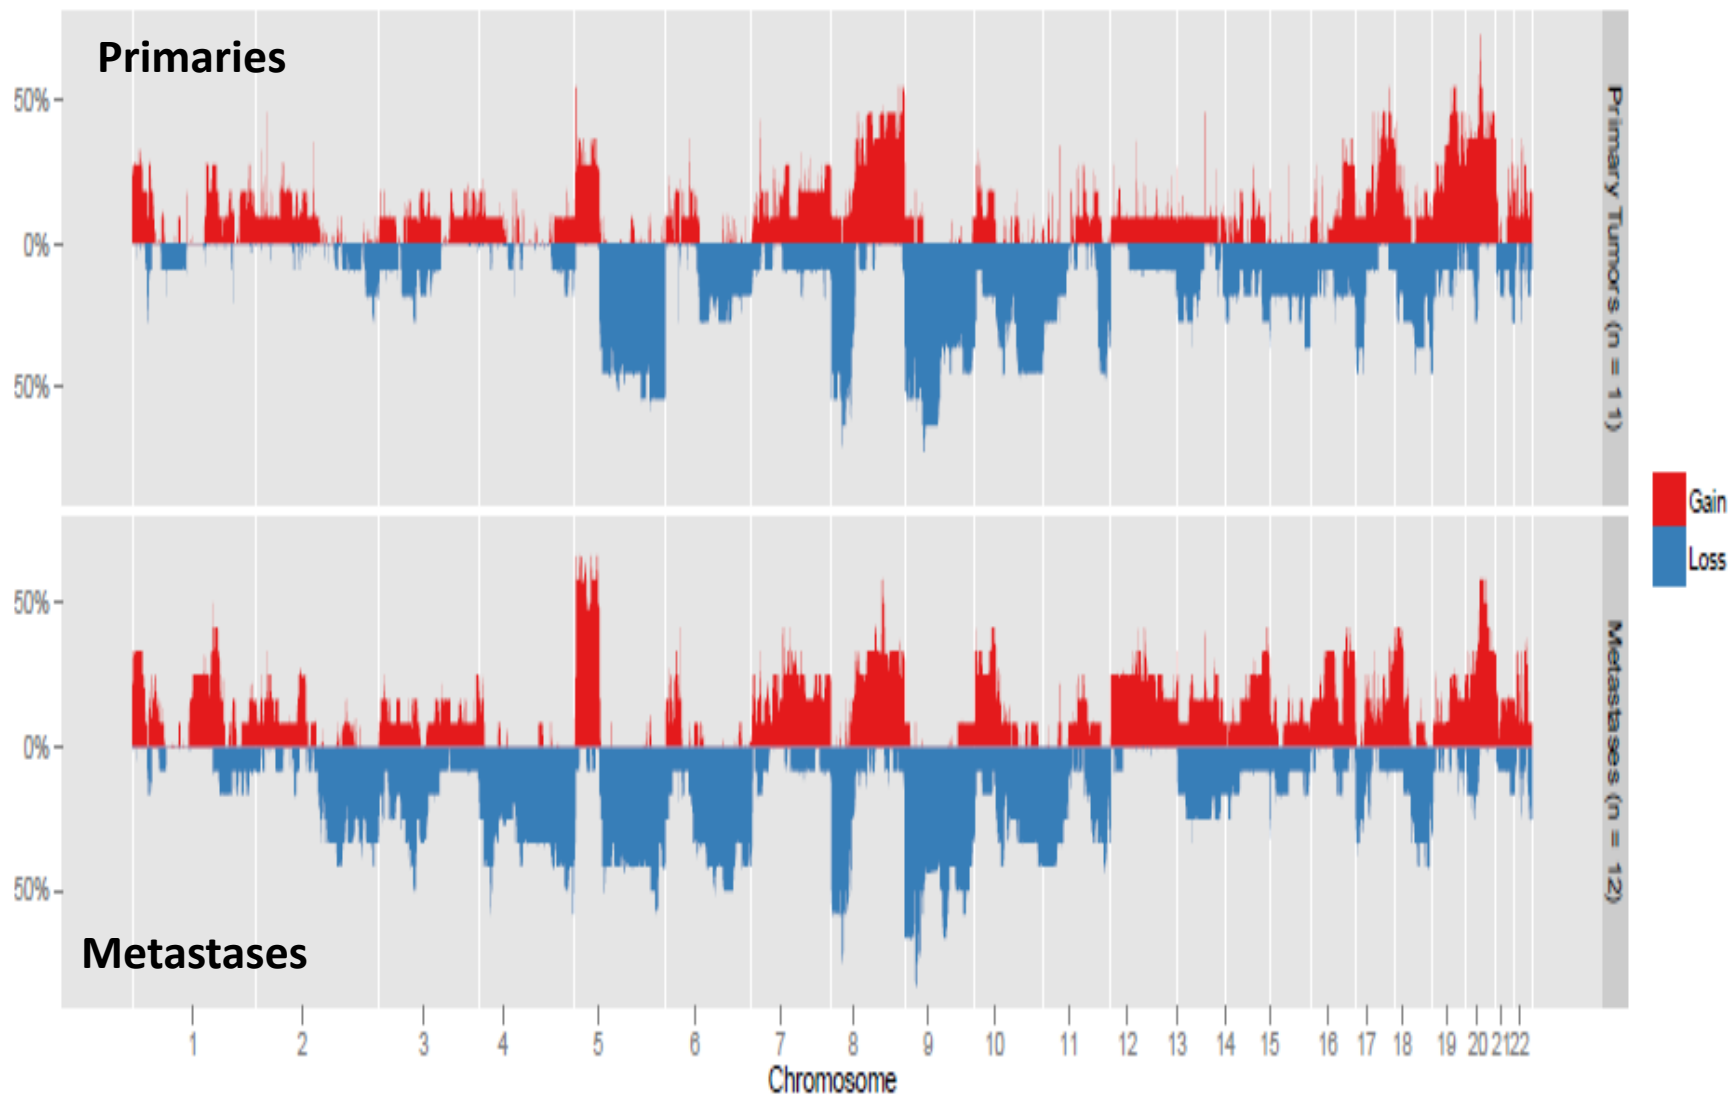 Primaries
50%
0%
50%
Primary Tumors (n = 11)
Gain
Loss
50%
0%
50%
Metastases
Metastases (n = 12)
1 2 3 4 5 6 7 8 9 10 11 12 13 14 15 16 17 18 19 20 21 22
Chromosome